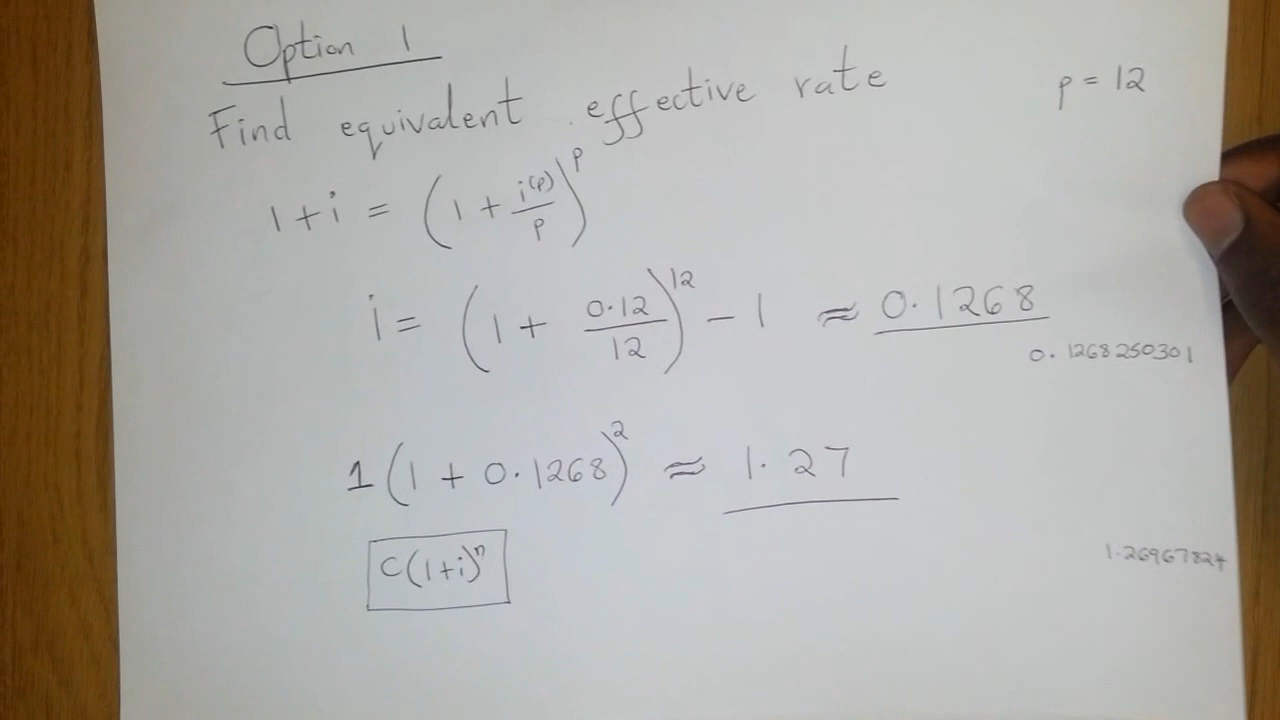 Option 1
Find equivalent effective rate
p = 12
1 + i = (1 + i^(p)/p)^p
i = (1 + 0.12/12)^12 - 1 ≈ 0.1268
0.1268250301
1(1 + 0.1268)^2 ≈ 1.27
C(1+i)^n
1.26967824